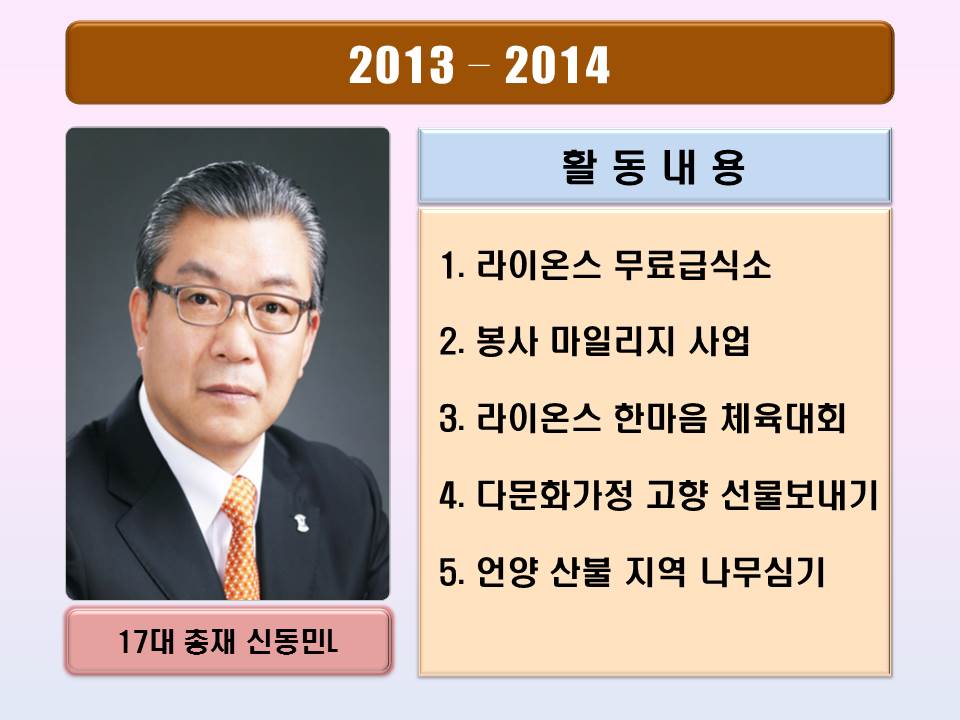 2013 – 2014
활 동 내 용
1. 라이온스 무료급식소
2. 봉사 마일리지 사업
3. 라이온스 한마음 체육대회
4. 다문화가정 고향 선물보내기
5. 언양 산불 지역 나무심기
17대 총재 신동민L